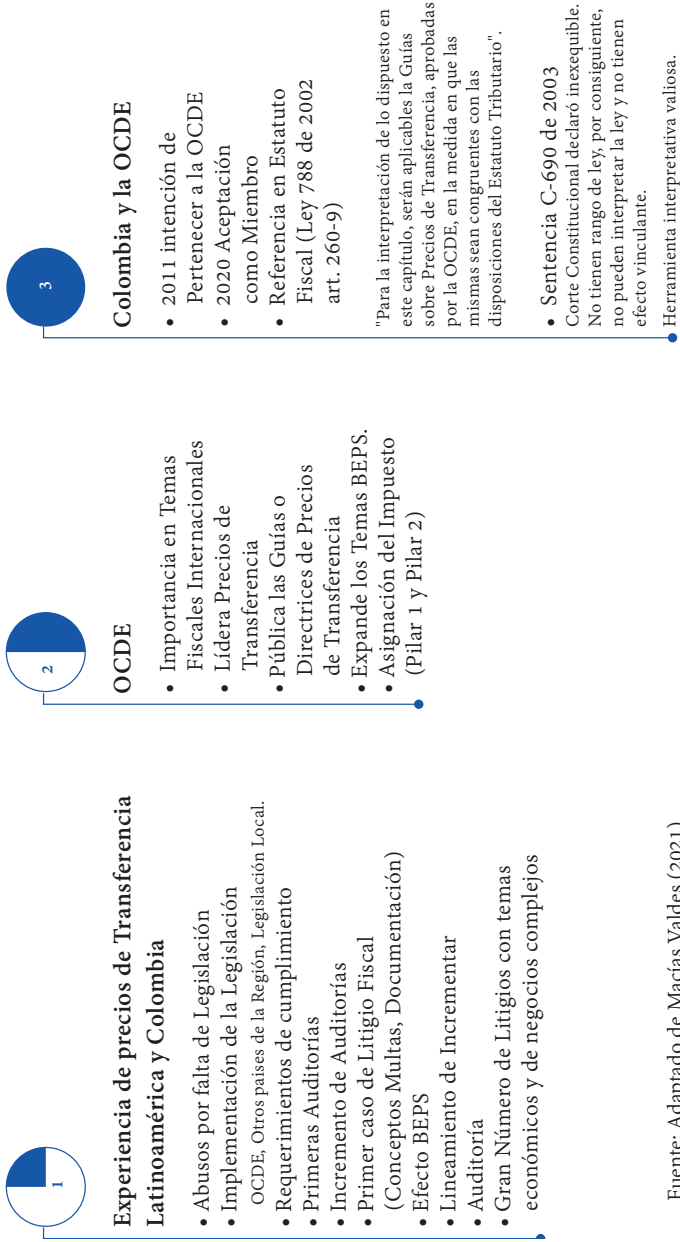 1
Experiencia de precios de Transferencia
Latinoamérica y Colombia
• Abusos por falta de Legislación
• Implementación de la Legislación
OCDE, Otros paises de la Región, Legislación Local.
• Requerimientos de cumplimiento
• Primeras Auditorías
• Incremento de Auditorías
• Primer caso de Litigio Fiscal
(Conceptos Multas, Documentación)
• Efecto BEPS
• Lineamiento de Incrementar
• Auditoría
• Gran Número de Litigios con temas
económicos y de negocios complejos
2
OCDE
• Importancia en Temas
Fiscales Internacionales
• Lídera Precios de
Transferencia
• Pública las Guías o
Directrices de Precios
de Transferencia
• Expande los Temas BEPS.
• Asignación del Impuesto
(Pilar 1 y Pilar 2)
3
Colombia y la OCDE
• 2011 intención de
Pertenecer a la OCDE
• 2020 Aceptación
como Miembro
• Referencia en Estatuto
Fiscal (Ley 788 de 2002
art. 260-9)
"Para la interpretación de lo dispuesto en
este capítulo, serán aplicables la Guías
sobre Precios de Transferencia, aprobadas
por la OCDE, en la medida en que las
mismas sean congruentes con las
disposiciones del Estatuto Tributario".
• Sentencia C-690 de 2003
Corte Constitucional declaró inexequible.
No tienen rango de ley, por consiguiente,
no pueden interpretar la ley y no tienen
efecto vinculante.
Herramienta interpretativa valiosa.
Fuente: Adaptado de Macías Valdes (2021)